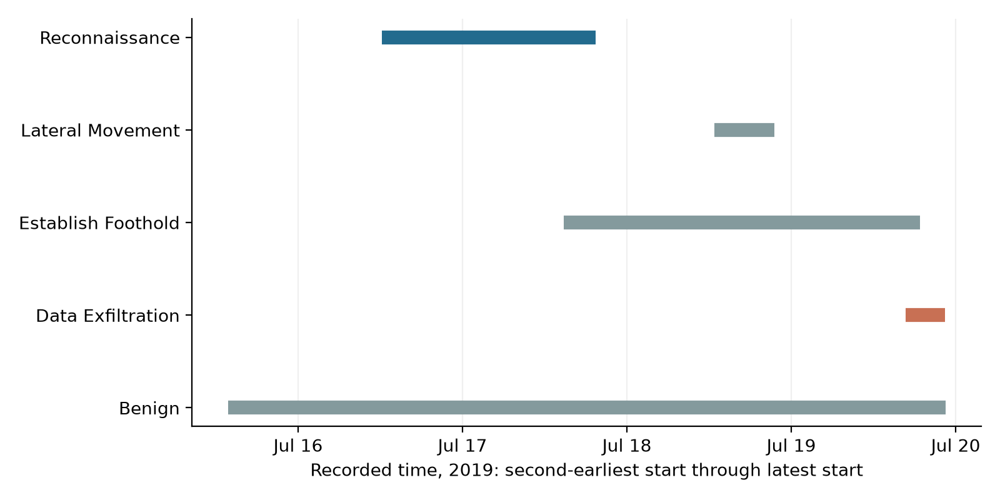 Reconnaissance
Lateral Movement
Establish Foothold
Data Exfiltration
Benign
Jul 16 Jul 17 Jul 18 Jul 19 Jul 20
Recorded time, 2019: second-earliest start through latest start